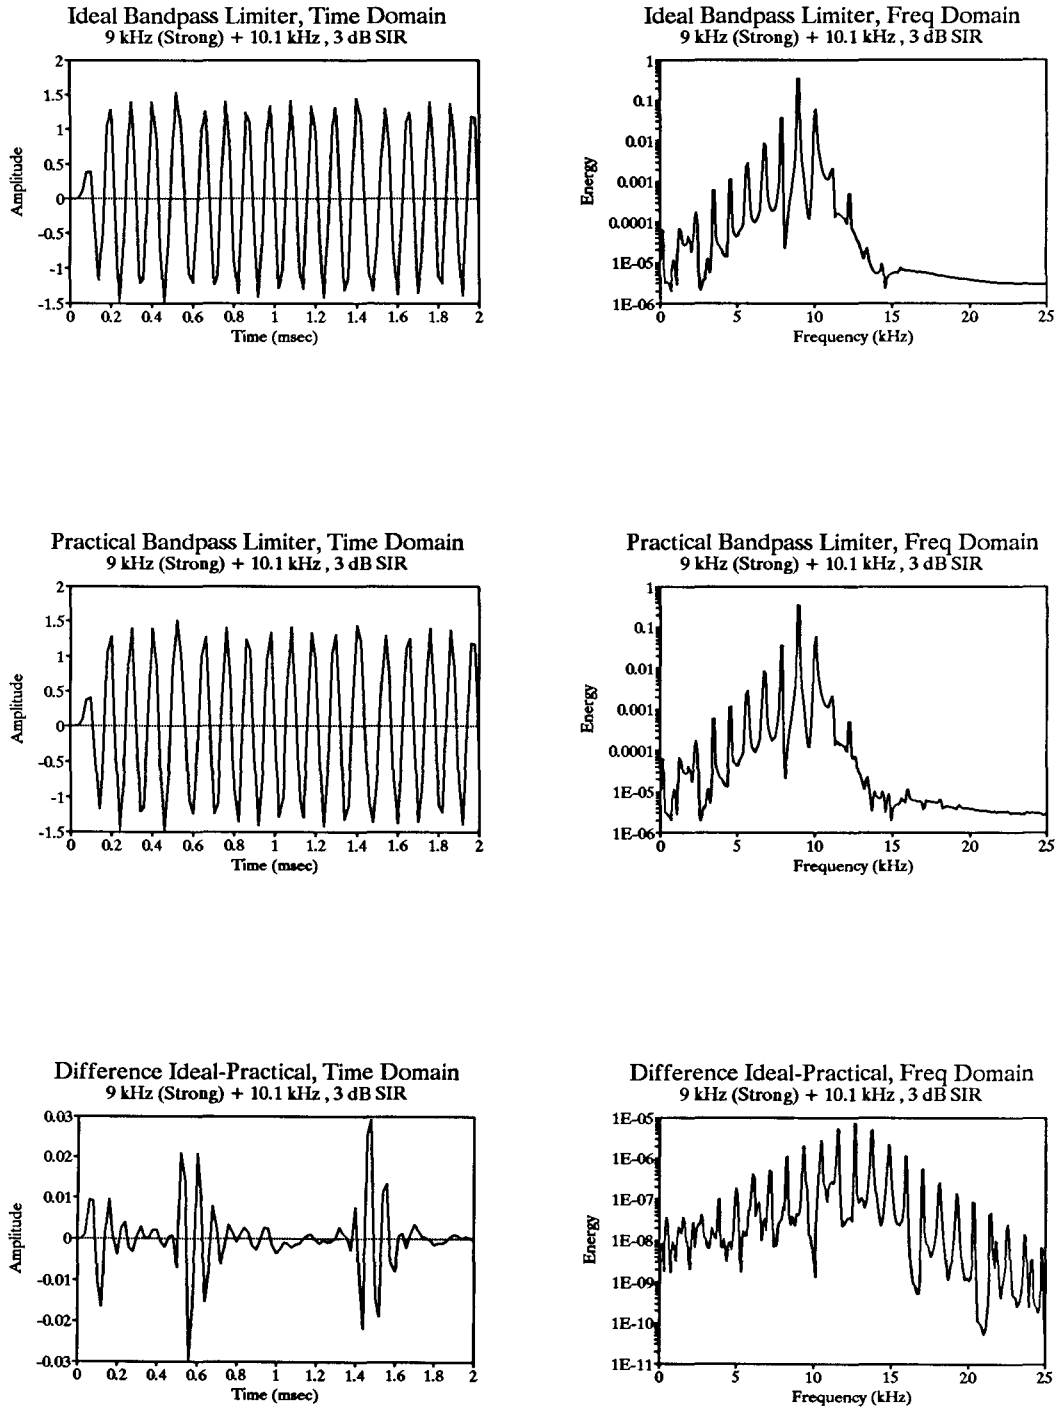 Ideal Bandpass Limiter, Time Domain
9 kHz (Strong) + 10.1 kHz , 3 dB SIR
2
1.5
1
0.5
0
-0.5
-1
-1.5
Amplitude
0 0.2 0.4 0.6 0.8 1 1.2 1.4 1.6 1.8 2
Time (msec)
Ideal Bandpass Limiter, Freq Domain
9 kHz (Strong) + 10.1 kHz , 3 dB SIR
1
0.1
0.01
0.001
0.0001
1E-05
1E-06
Energy
0 5 10 15 20 25
Frequency (kHz)
Practical Bandpass Limiter, Time Domain
9 kHz (Strong) + 10.1 kHz , 3 dB SIR
2
1.5
1
0.5
0
-0.5
-1
-1.5
Amplitude
0 0.2 0.4 0.6 0.8 1 1.2 1.4 1.6 1.8 2
Time (msec)
Practical Bandpass Limiter, Freq Domain
9 kHz (Strong) + 10.1 kHz , 3 dB SIR
1
0.1
0.01
0.001
0.0001
1E-05
1E-06
Energy
0 5 10 15 20 25
Frequency (kHz)
Difference Ideal-Practical, Time Domain
9 kHz (Strong) + 10.1 kHz , 3 dB SIR
0.03
0.02
0.01
0
-0.01
-0.02
-0.03
Amplitude
0 0.2 0.4 0.6 0.8 1 1.2 1.4 1.6 1.8 2
Time (msec)
Difference Ideal-Practical, Freq Domain
9 kHz (Strong) + 10.1 kHz , 3 dB SIR
1E-05
1E-06
1E-07
1E-08
1E-09
1E-10
1E-11
Energy
0 5 10 15 20 25
Frequency (kHz)